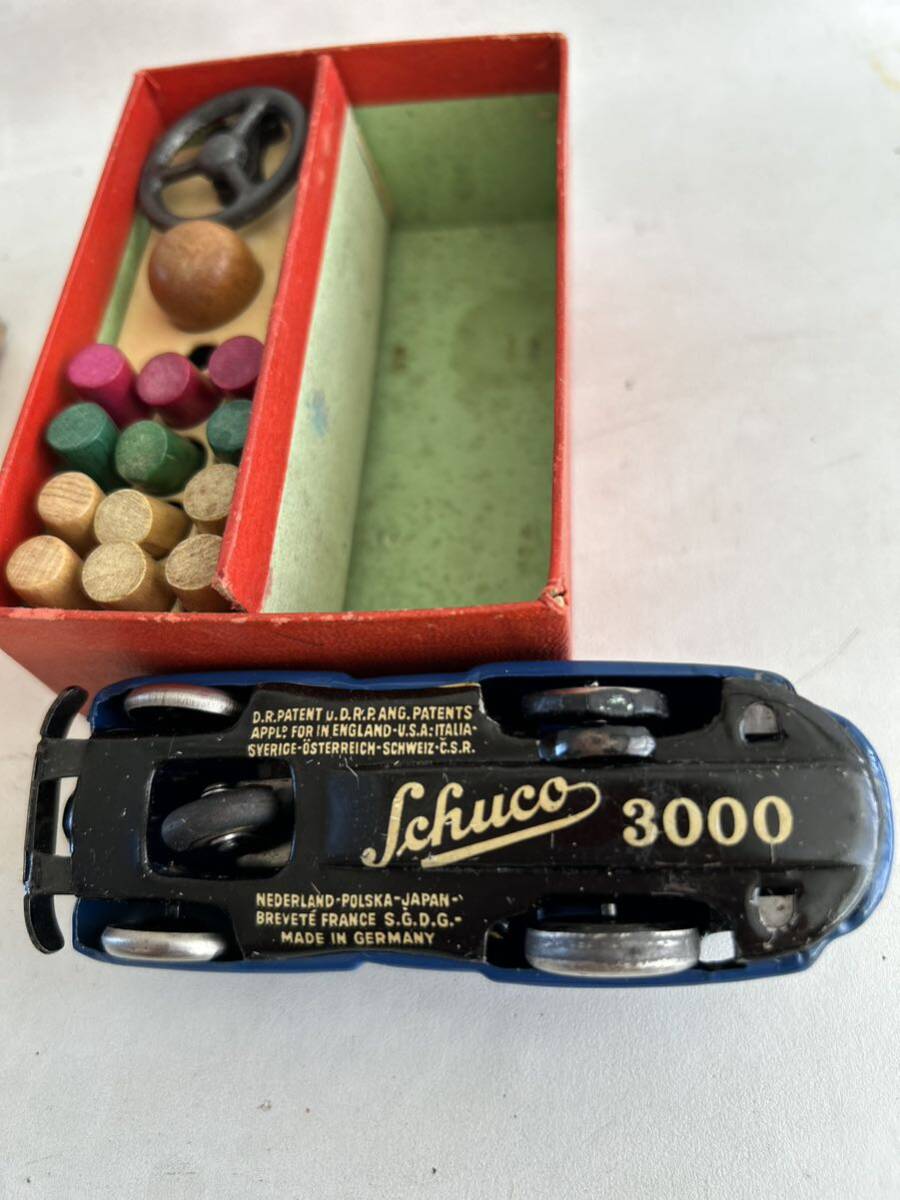 D.R.PATENT u. D.R.P. ANG. PATENTS
APPLD FOR IN ENGLAND-U.S.A.-ITALIA-
SVERIGE-ÖSTERREICH-SCHWEIZ-Č.S.R.
Schuco 3000
NEDERLAND-POLSKA-JAPAN-
BREVETÉ FRANCE S.G.D.G.-
MADE IN GERMANY